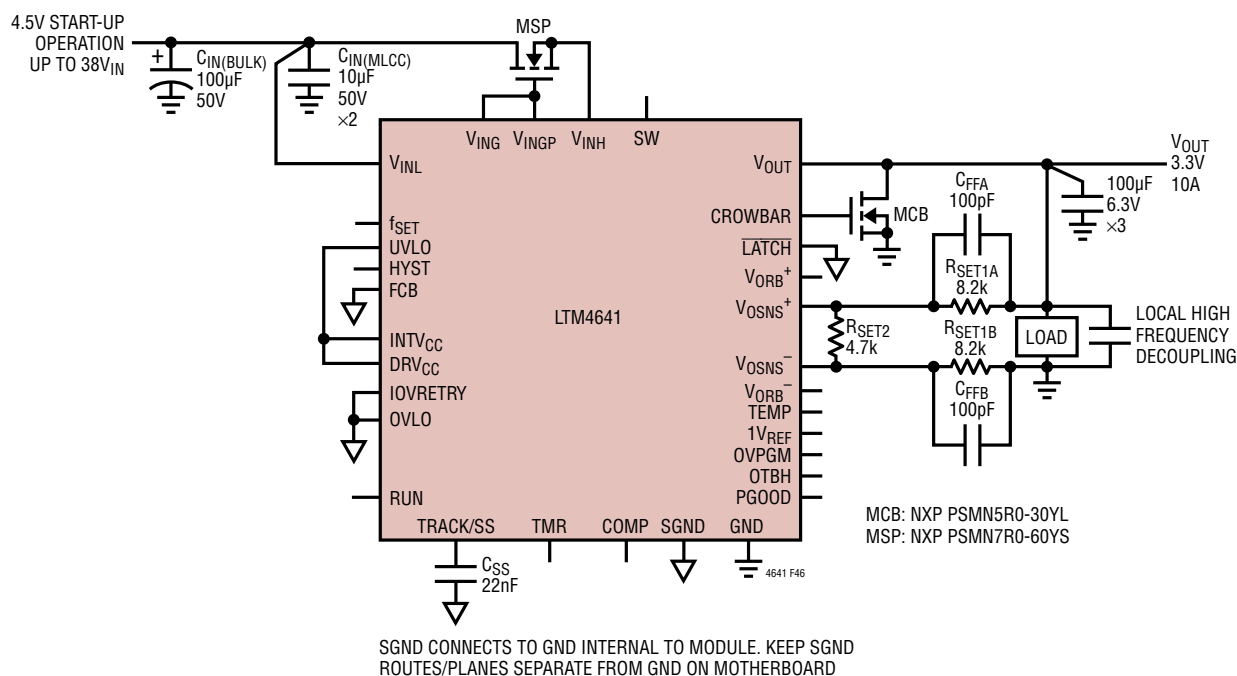 4.5V START-UP
OPERATION
UP TO 38VIN
+
CIN(BULK)
100µF
50V
CIN(MLCC)
10µF
50V
×2
MSP
VING
VINGP
VINH
SW
VINL
fSET
UVLO
HYST
FCB
INTVCC
DRVCC
IOVRETRY
OVLO
RUN
LTM4641
VOUT
CROWBAR
LATCH
VORB+
VOSNS+
VOSNS–
VORB–
TEMP
1VREF
OVPGM
OTBH
PGOOD
TRACK/SS
TMR
COMP
SGND
GND
CSS
22nF
MCB
RSET2
4.7k
CFFA
100pF
RSET1A
8.2k
RSET1B
8.2k
CFFB
100pF
VOUT
3.3V
10A
100µF
6.3V
×3
LOAD
LOCAL HIGH
FREQUENCY
DECOUPLING
MCB: NXP PSMN5R0-30YL
MSP: NXP PSMN7R0-60YS
4641 F46
SGND CONNECTS TO GND INTERNAL TO MODULE. KEEP SGND
ROUTES/PLANES SEPARATE FROM GND ON MOTHERBOARD